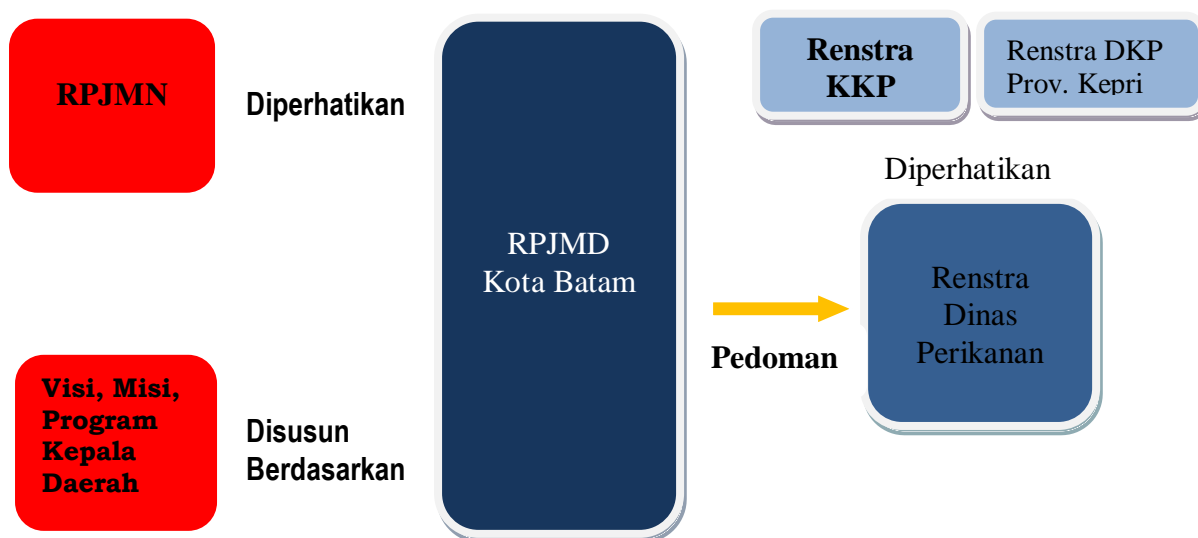 RPJMN
Diperhatikan
Visi, Misi,
Program
Kepala
Daerah
Disusun
Berdasarkan
RPJMD
Kota Batam
Pedoman
Renstra
KKP
Renstra DKP
Prov. Kepri
Diperhatikan
Renstra
Dinas
Perikanan